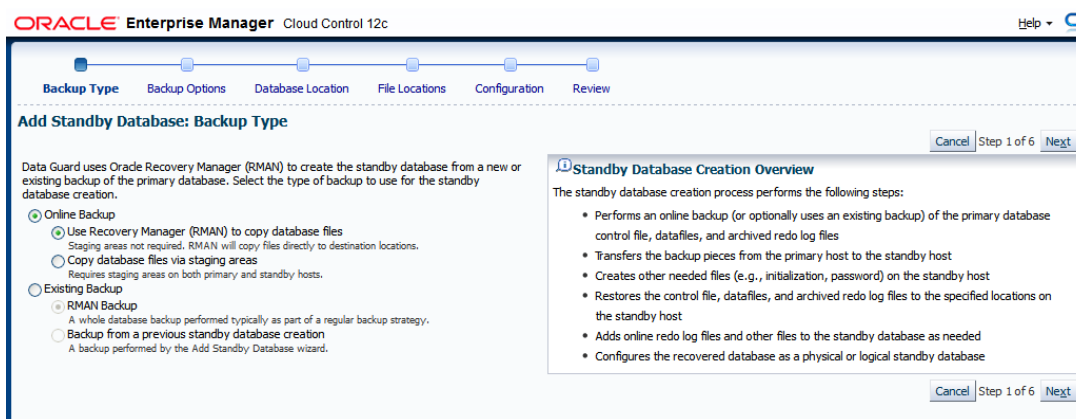 ORACLE Enterprise Manager Cloud Control 12c
Help
Backup Type
Backup Options
Database Location
File Locations
Configuration
Review
Add Standby Database: Backup Type
Cancel Step 1 of 6 Next
Data Guard uses Oracle Recovery Manager (RMAN) to create the standby database from a new or
existing backup of the primary database. Select the type of backup to use for the standby
database creation.
Online Backup
Use Recovery Manager (RMAN) to copy database files
Staging areas not required. RMAN will copy files directly to destination locations.
Copy database files via staging areas
Requires staging areas on both primary and standby hosts.
Existing Backup
RMAN Backup
A whole database backup performed typically as part of a regular backup strategy.
Backup from a previous standby database creation
A backup performed by the Add Standby Database wizard.
Standby Database Creation Overview
The standby database creation process performs the following steps:
• Performs an online backup (or optionally uses an existing backup) of the primary database
control file, datafiles, and archived redo log files
• Transfers the backup pieces from the primary host to the standby host
• Creates other needed files (e.g., initialization, password) on the standby host
• Restores the control file, datafiles, and archived redo log files to the specified locations on
the standby host
• Adds online redo log files and other files to the standby database as needed
• Configures the recovered database as a physical or logical standby database
Cancel Step 1 of 6 Next